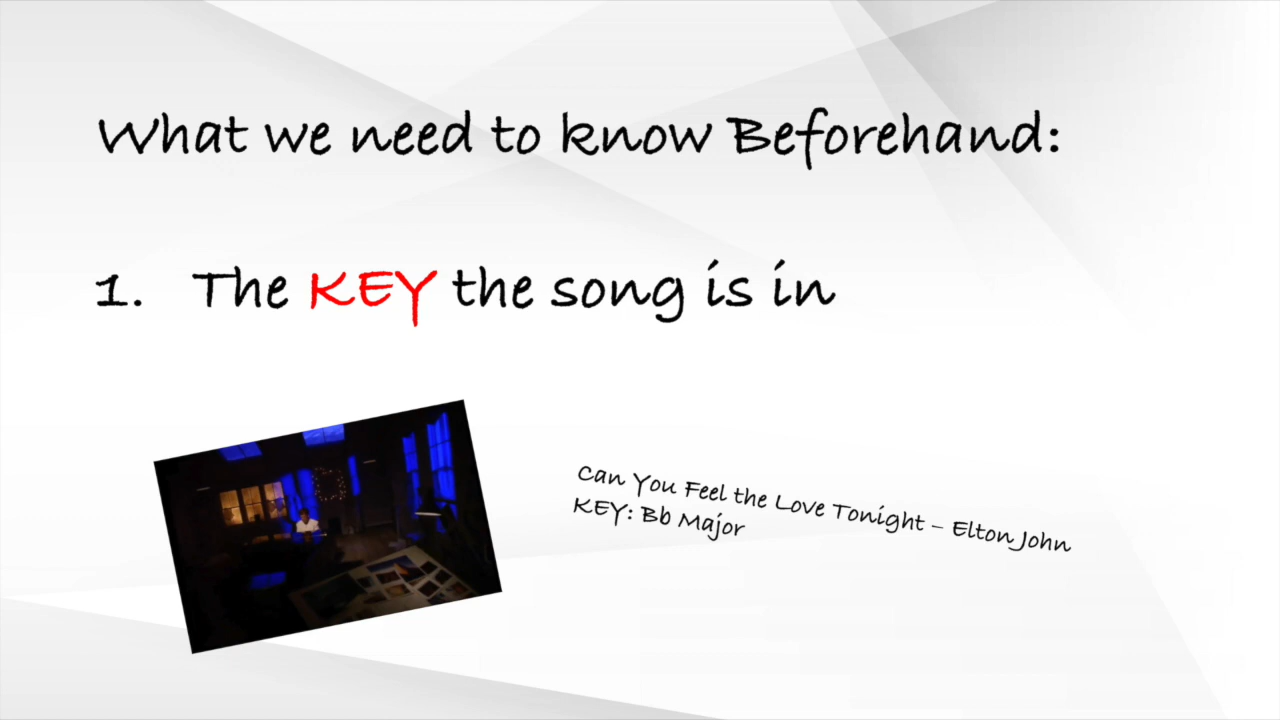 What we need to know Beforehand:
1. The KEY the song is in
Can You Feel the Love Tonight – Elton John
KEY: Bb Major